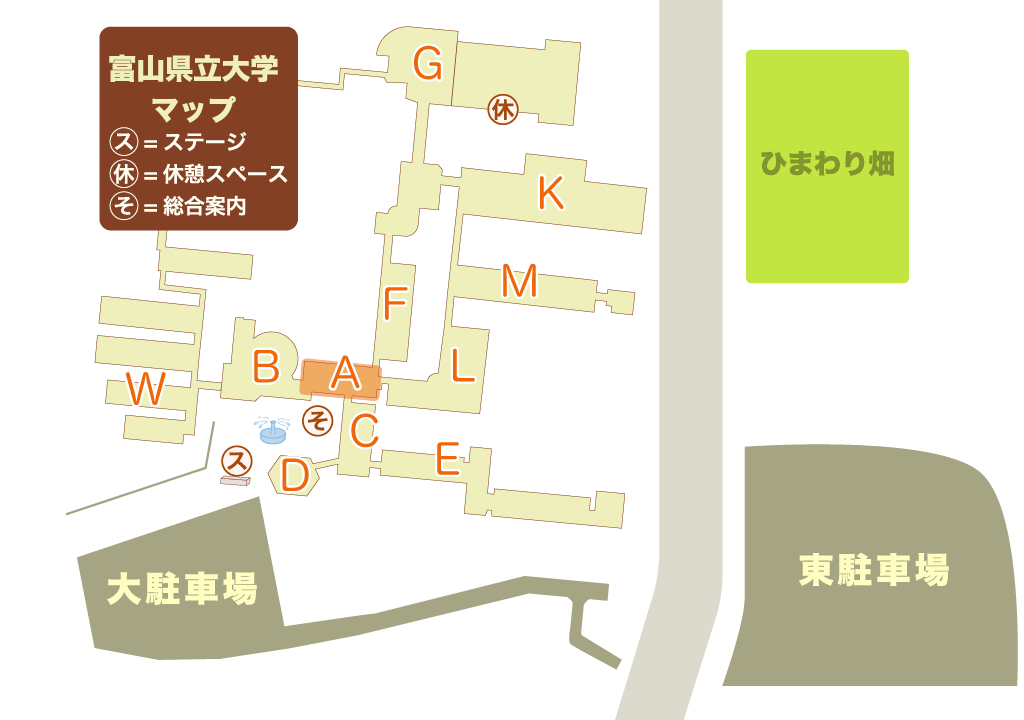 富山県立大学
マップ
ス = ステージ
休 = 休憩スペース
そ = 総合案内
G
休
K
ひまわり畑
M
F
B
A
L
W
そ
C
ス
D
E
大駐車場
東駐車場